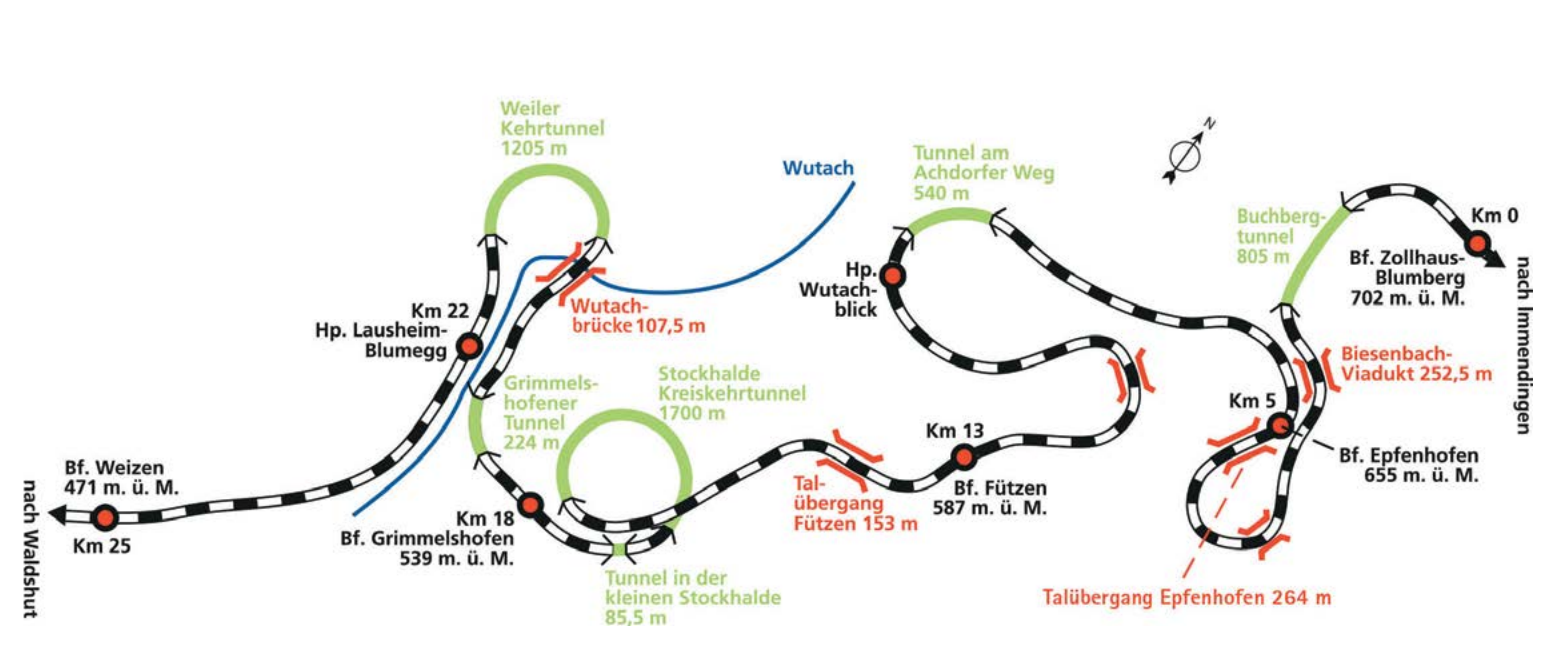 Weiler
Kehrtunnel
1205 m
Wutach
Tunnel am
Achdorfer Weg
540 m
N
Buchberg-
tunnel
805 m
Km 0
Bf. Zollhaus-
Blumberg
702 m. ü. M.
nach Immendingen
Hp.
Wutach-
blick
Km 22
Hp. Lausheim-
Blumegg
Wutach-
brücke 107,5 m
Biesenbach-
Viadukt 252,5 m
Grimmels-
hofener
Tunnel
224 m
Stockhalde
Kreiskehrtunnel
1700 m
Km 5
Bf. Epfenhofen
655 m. ü. M.
Km 13
Bf. Fützen
587 m. ü. M.
Tal-
übergang
Fützen 153 m
Bf. Weizen
471 m. ü. M.
Km 25
nach Waldshut
Km 18
Bf. Grimmelshofen
539 m. ü. M.
Tunnel in der
kleinen Stockhalde
85,5 m
Talübergang Epfenhofen 264 m